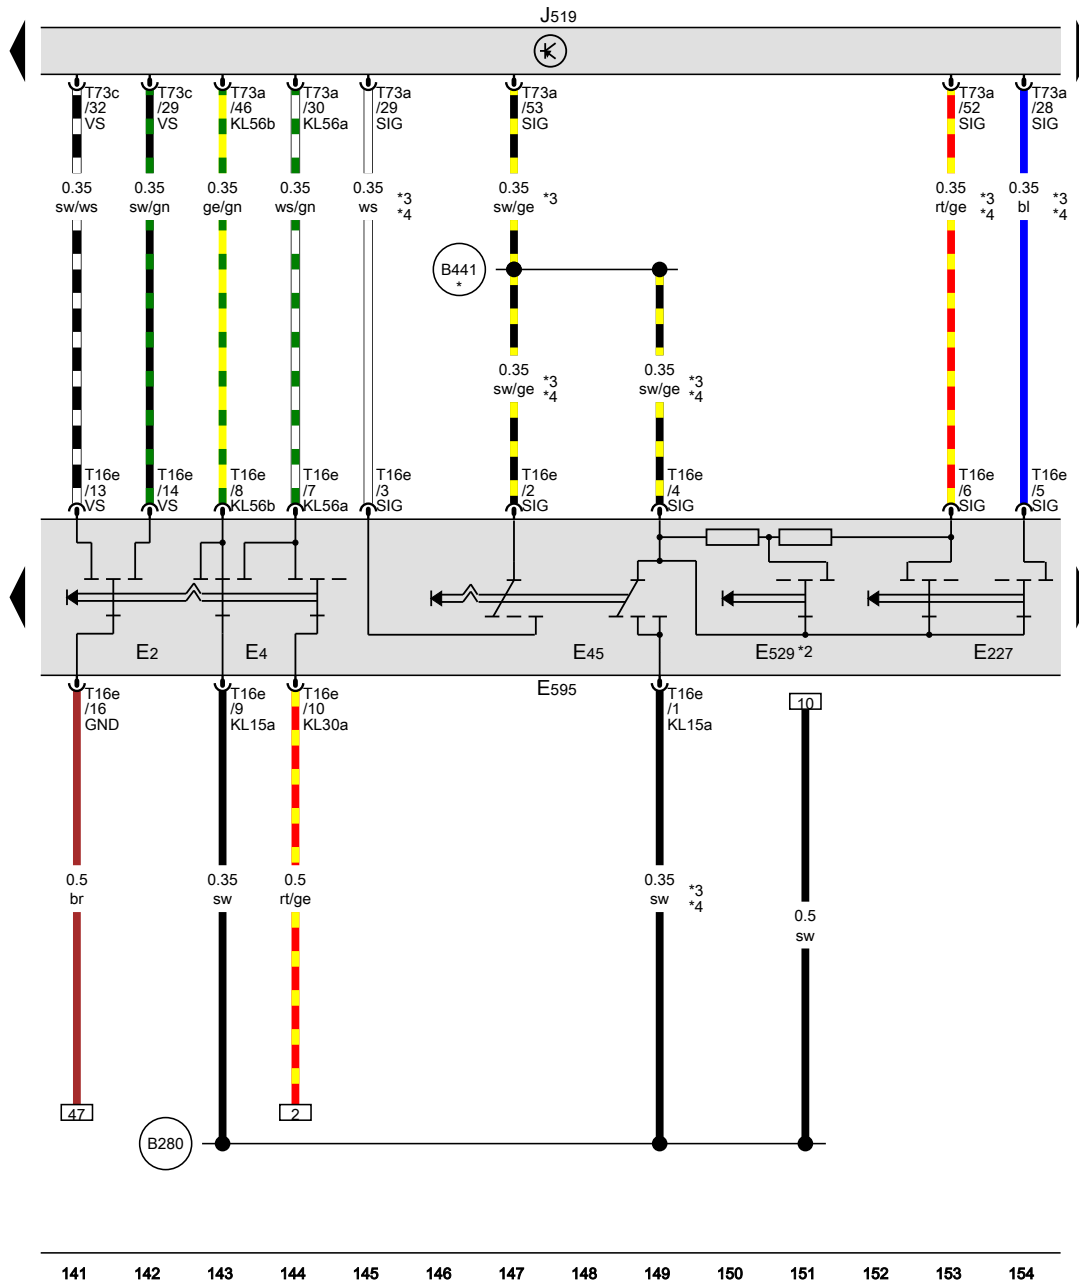 J519
T73c
/32
VS
T73c
/29
VS
T73a
/46
KL56b
T73a
/30
KL56a
T73a
/29
SIG
T73a
/53
SIG
T73a
/52
SIG
T73a
/28
SIG
0.35
sw/ws
0.35
sw/gn
0.35
ge/gn
0.35
ws/gn
0.35
ws
*3
*4
0.35
sw/ge
*3
0.35
rt/ge
*3
*4
0.35
bl
*3
*4
B441
*
0.35
sw/ge
*3
*4
0.35
sw/ge
*3
*4
T16e
/13
VS
T16e
/14
VS
T16e
/8
KL56b
T16e
/7
KL56a
T16e
/3
SIG
T16e
/2
SIG
T16e
/4
SIG
T16e
/6
SIG
T16e
/5
SIG
E2
E4
E45
E529 *2
E227
E595
T16e
/16
GND
T16e
/9
KL15a
T16e
/10
KL30a
T16e
/1
KL15a
10
0.5
br
0.35
sw
0.5
rt/ge
0.35
sw
*3
*4
0.5
sw
47
2
B280
141 142 143 144 145 146 147 148 149 150 151 152 153 154